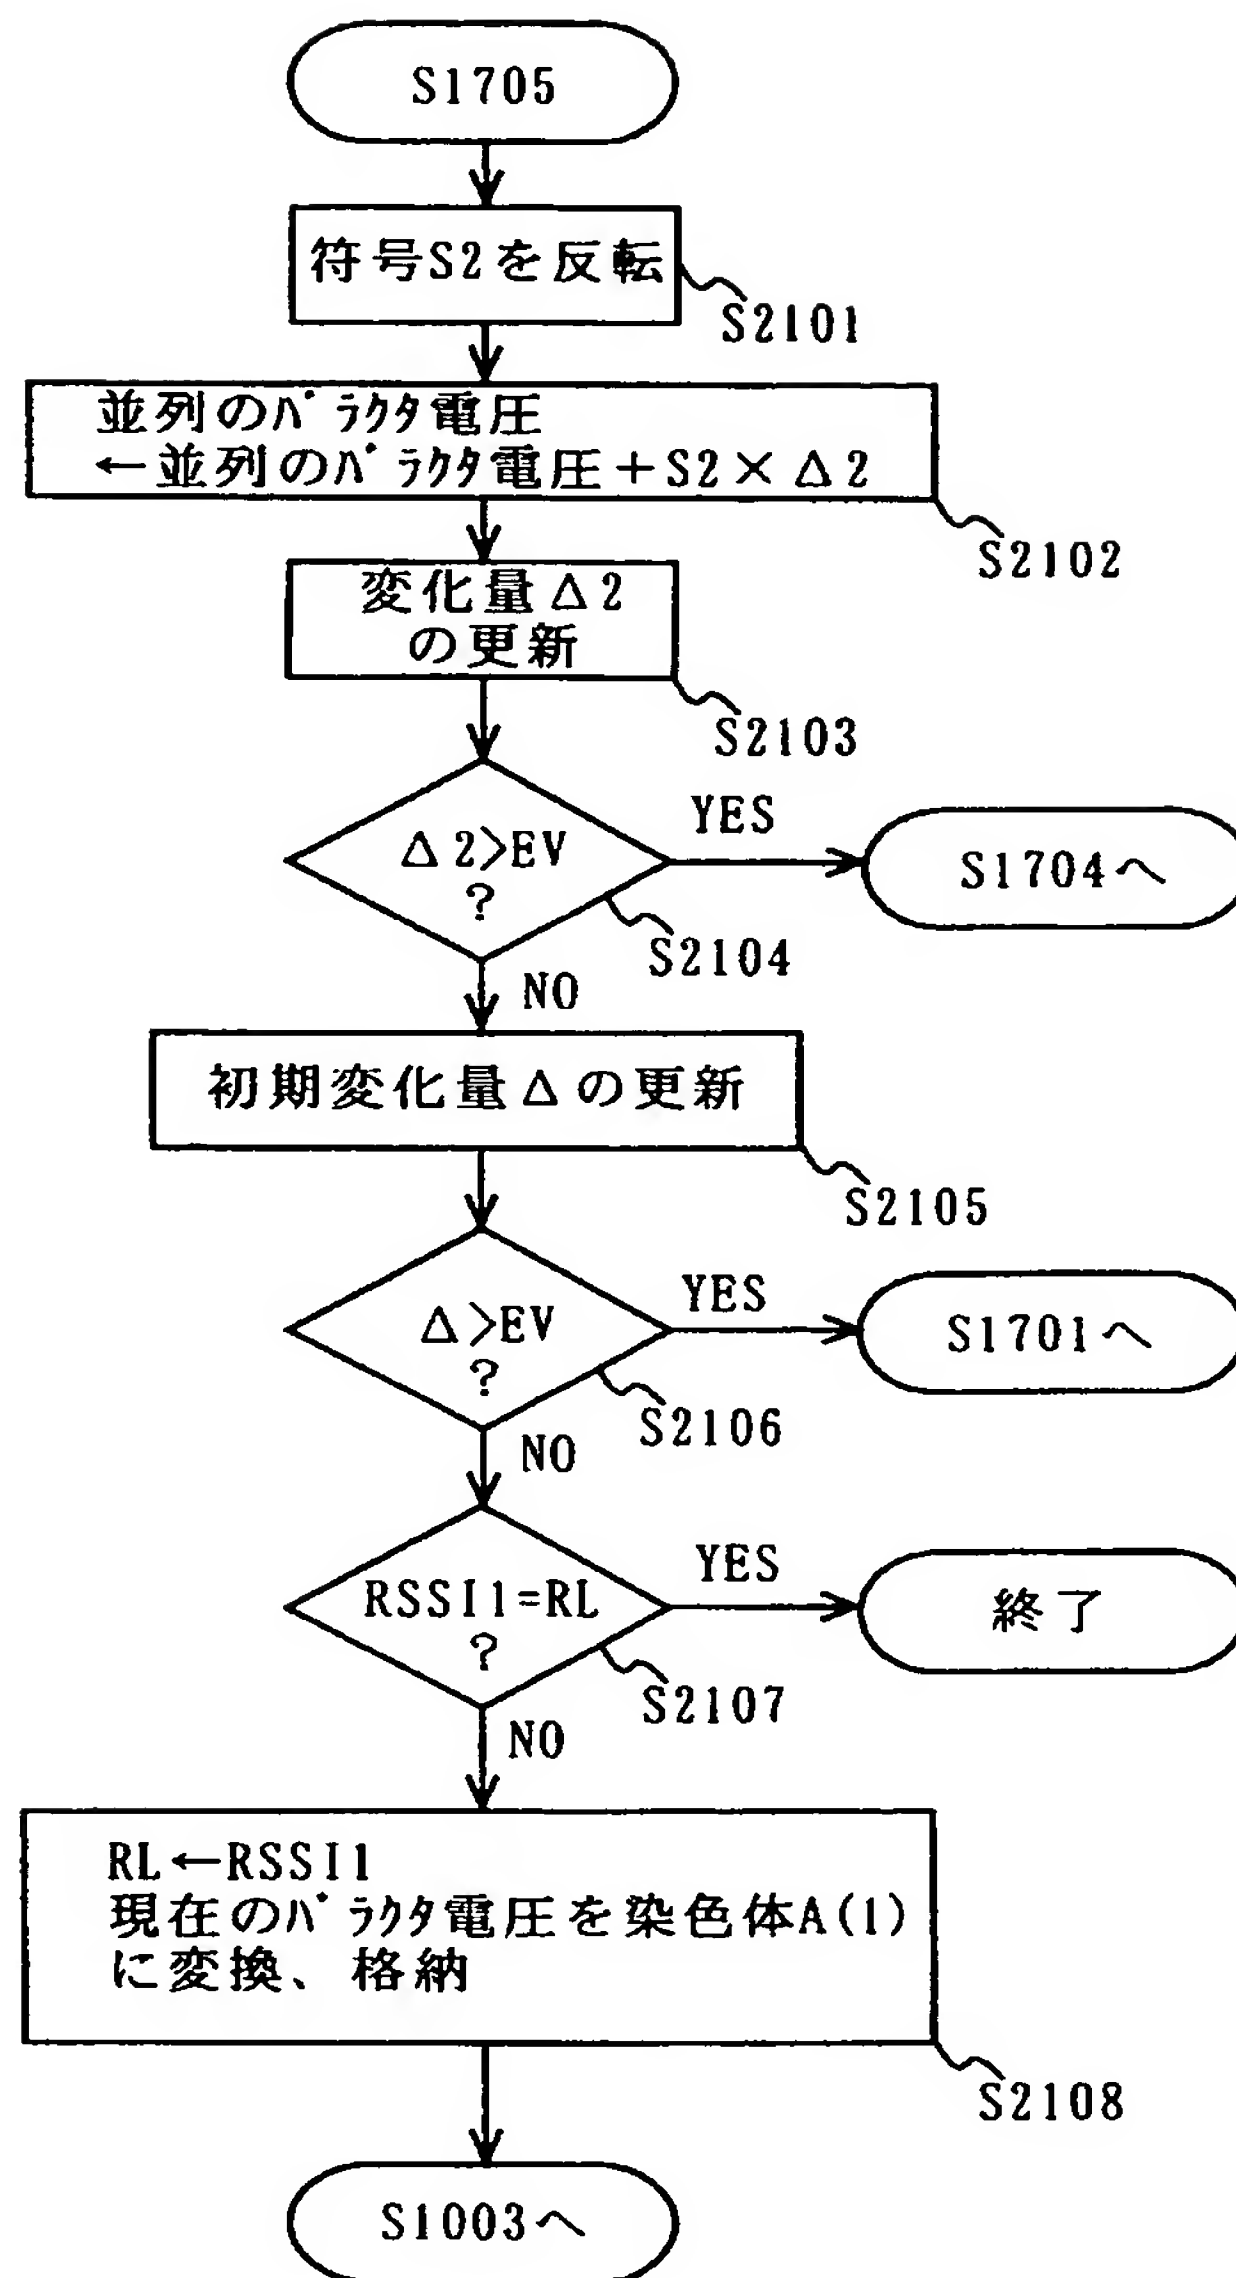 S1705
符号S2を反転
S2101
並列のﾊﾞﾗｸﾀ電圧
←並列のﾊﾞﾗｸﾀ電圧+S2×Δ2
S2102
変化量Δ2
の更新
S2103
Δ2>EV
?
YES
S1704へ
S2104
NO
初期変化量Δの更新
S2105
Δ>EV
?
YES
S1701へ
S2106
NO
RSSI1=RL
?
YES
終了
S2107
NO
RL←RSSI1
現在のﾊﾞﾗｸﾀ電圧を染色体A(1)
に変換、格納
S2108
S1003へ